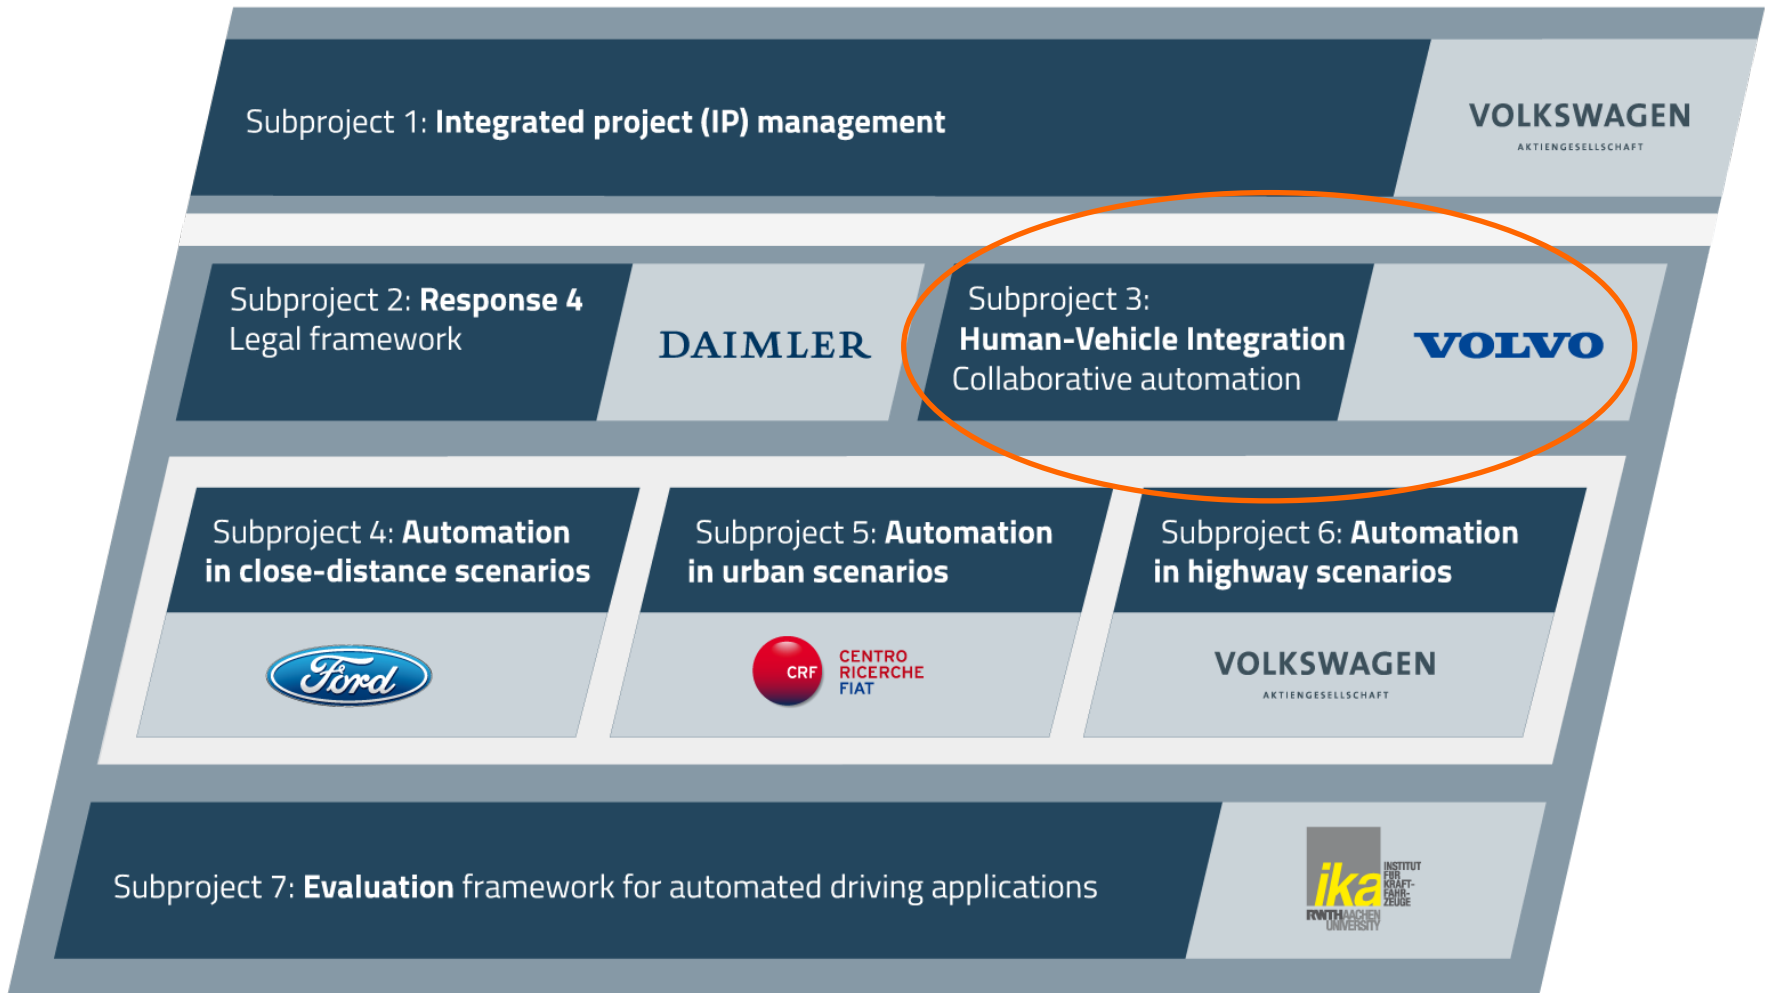 Subproject 1: Integrated project (IP) management
VOLKSWAGEN
AKTIENGESELLSCHAFT
Subproject 2: Response 4
Legal framework
DAIMLER
Subproject 3:
Human-Vehicle Integration
Collaborative automation
VOLVO
Subproject 4: Automation
in close-distance scenarios
Ford
Subproject 5: Automation
in urban scenarios
CRF
CENTRO
RICERCHE
FIAT
Subproject 6: Automation
in highway scenarios
VOLKSWAGEN
AKTIENGESELLSCHAFT
Subproject 7: Evaluation framework for automated driving applications
ika
INSTITUT
FÜR
KRAFT-
FAHR-
ZEUGE
RWTHAACHEN
UNIVERSITY